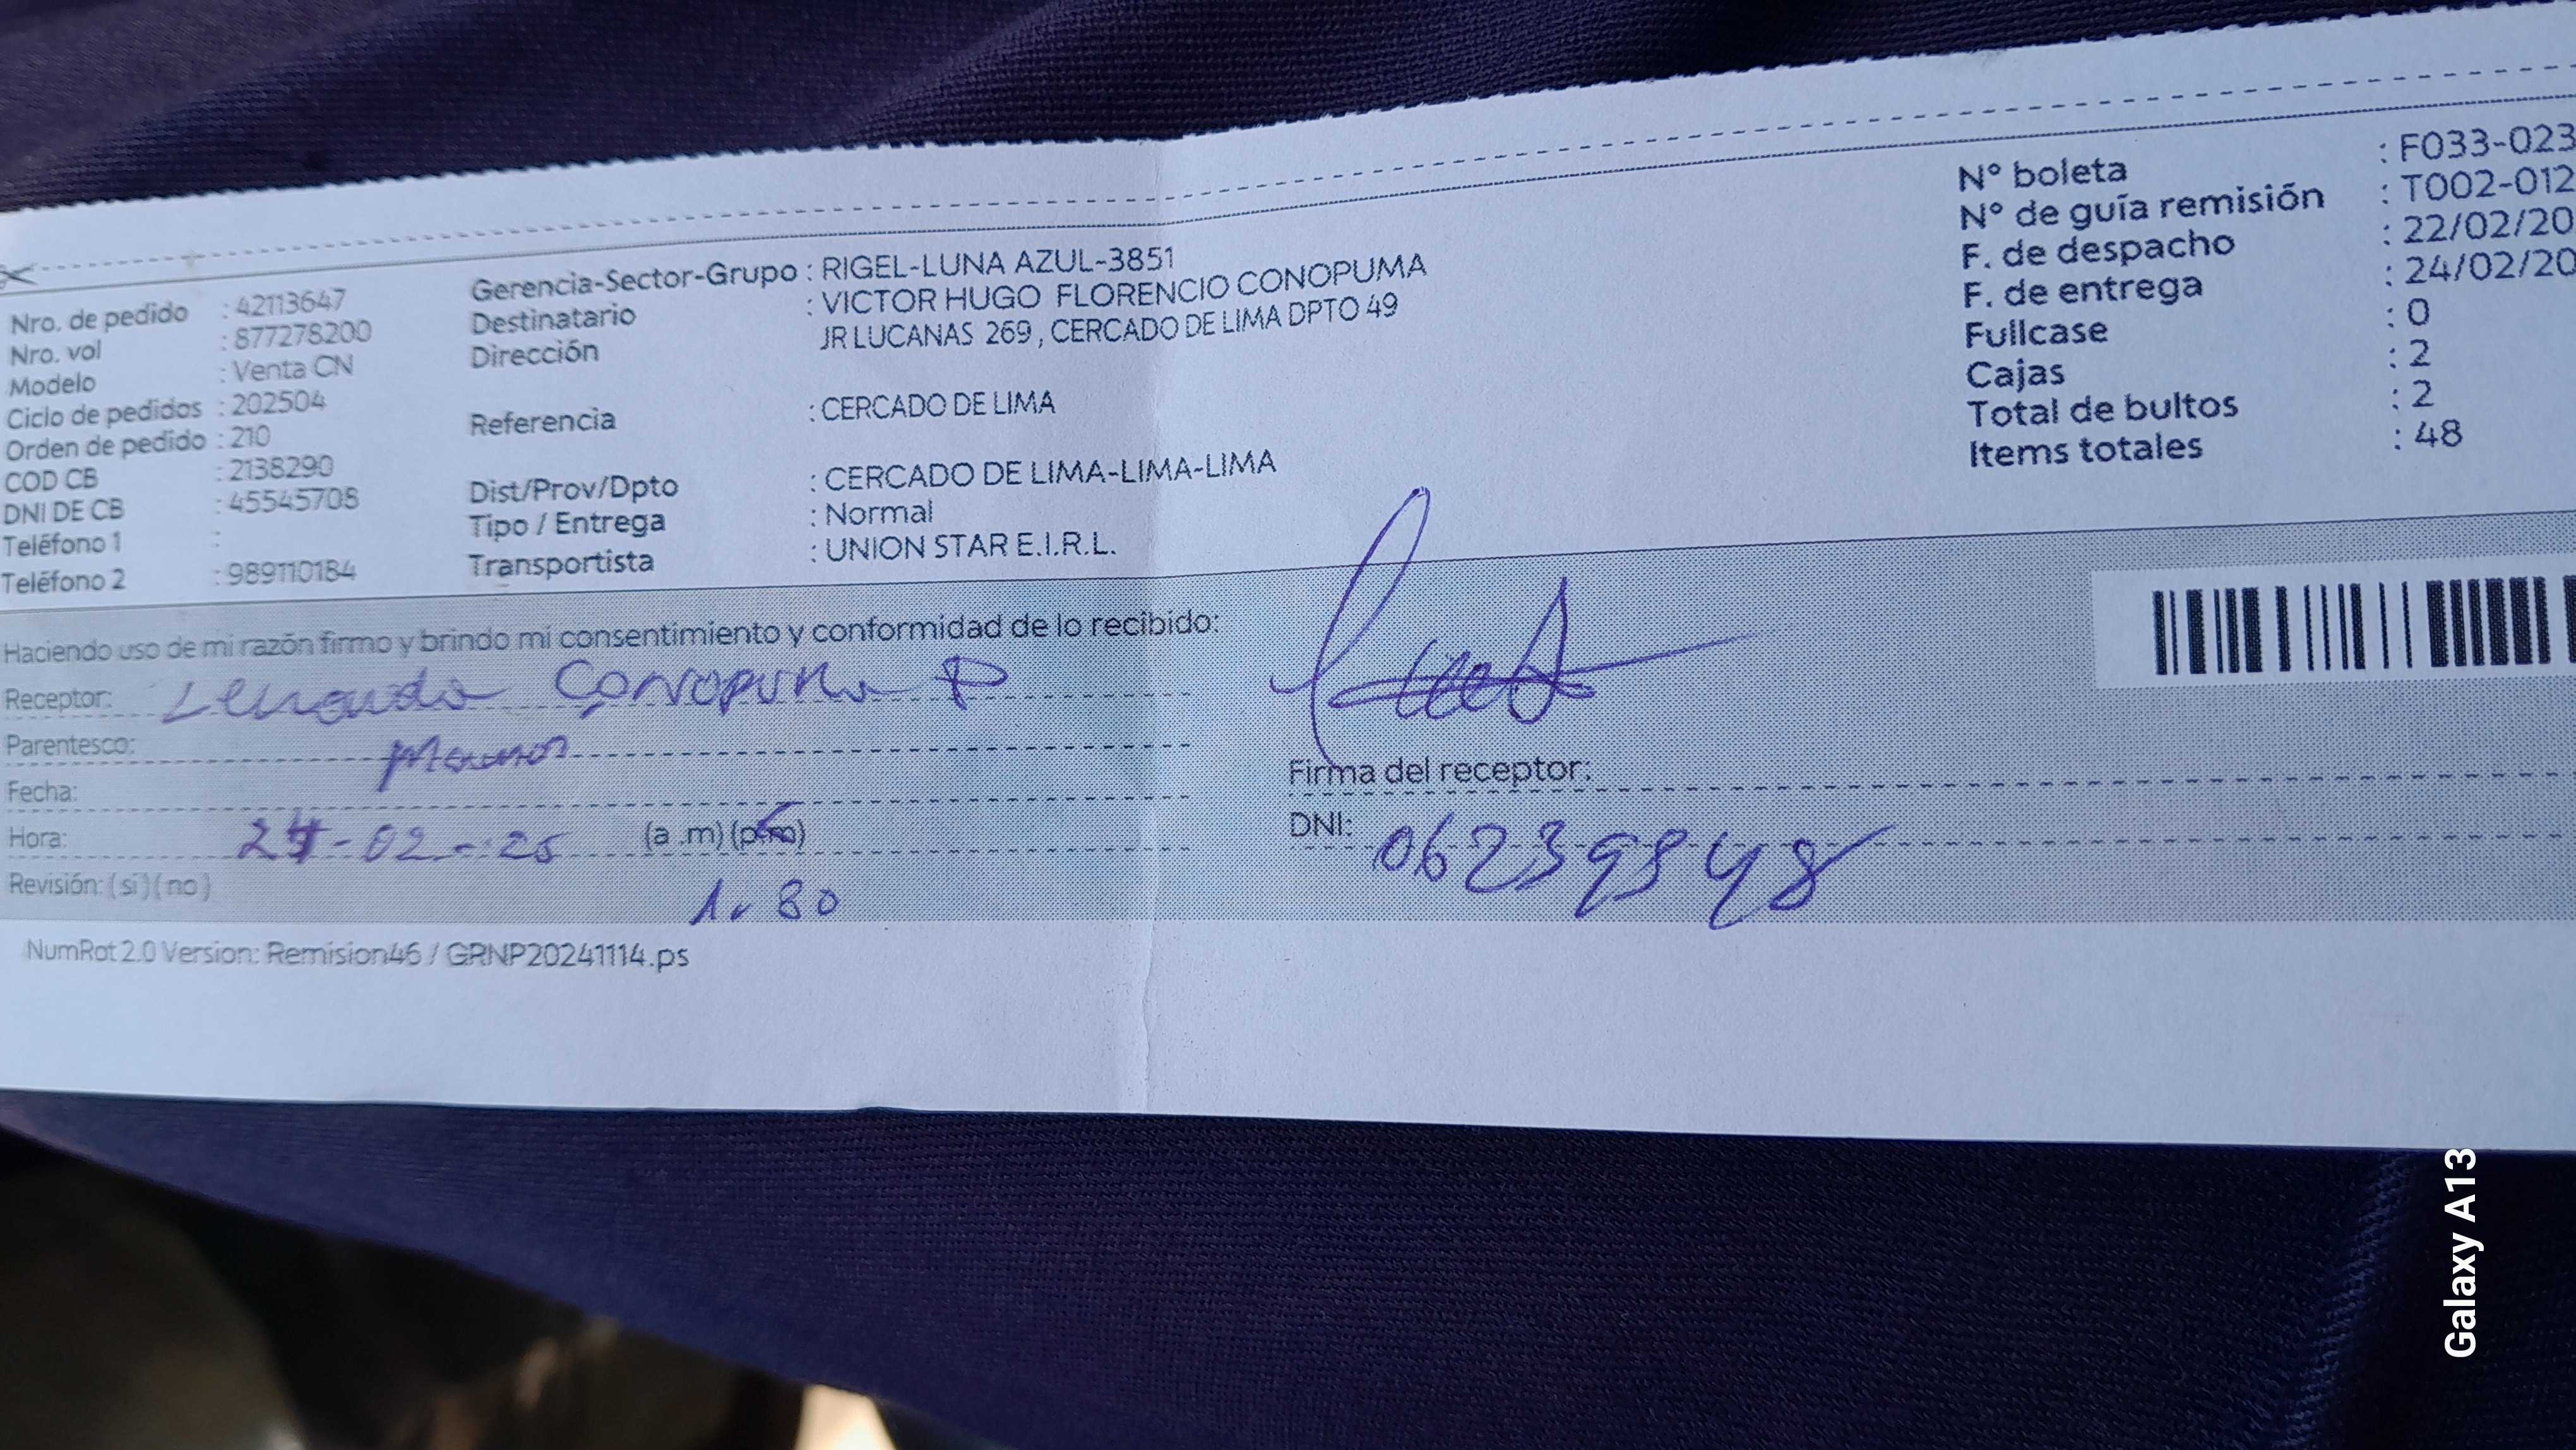 Nro. de pedido : 42113647
Nro. vol : 877278200
Modelo : Venta CN
Ciclo de pedidos : 202504
Orden de pedido : 210
COD CB : 2138290
DNI DE CB : 45545708
Teléfono 1 :
Teléfono 2 : 989110184
Gerencia-Sector-Grupo : RIGEL-LUNA AZUL-3851
Destinatario : VICTOR HUGO FLORENCIO CONOPUMA
Dirección JR LUCANAS 269 , CERCADO DE LIMA DPTO 49
Referencia : CERCADO DE LIMA
Dist/Prov/Dpto : CERCADO DE LIMA-LIMA-LIMA
Tipo / Entrega : Normal
Transportista : UNION STAR E.I.R.L.
N° boleta : F033-023
N° de guía remisión : T002-012
F. de despacho : 22/02/20
F. de entrega : 24/02/20
Fullcase : 0
Cajas : 2
Total de bultos : 2
Items totales : 48
Haciendo uso de mi razón firmo y brindo mi consentimiento y conformidad de lo recibido:
Receptor: Conopuma P
Parentesco:
Fecha:
Hora: 24-02-25 (a .m) (p.m)
Revisión: (si) (no)
Firma del receptor:
DNI:
NumRot 2.0 Version: Remision46 / GRNP20241114.ps
Galaxy A13